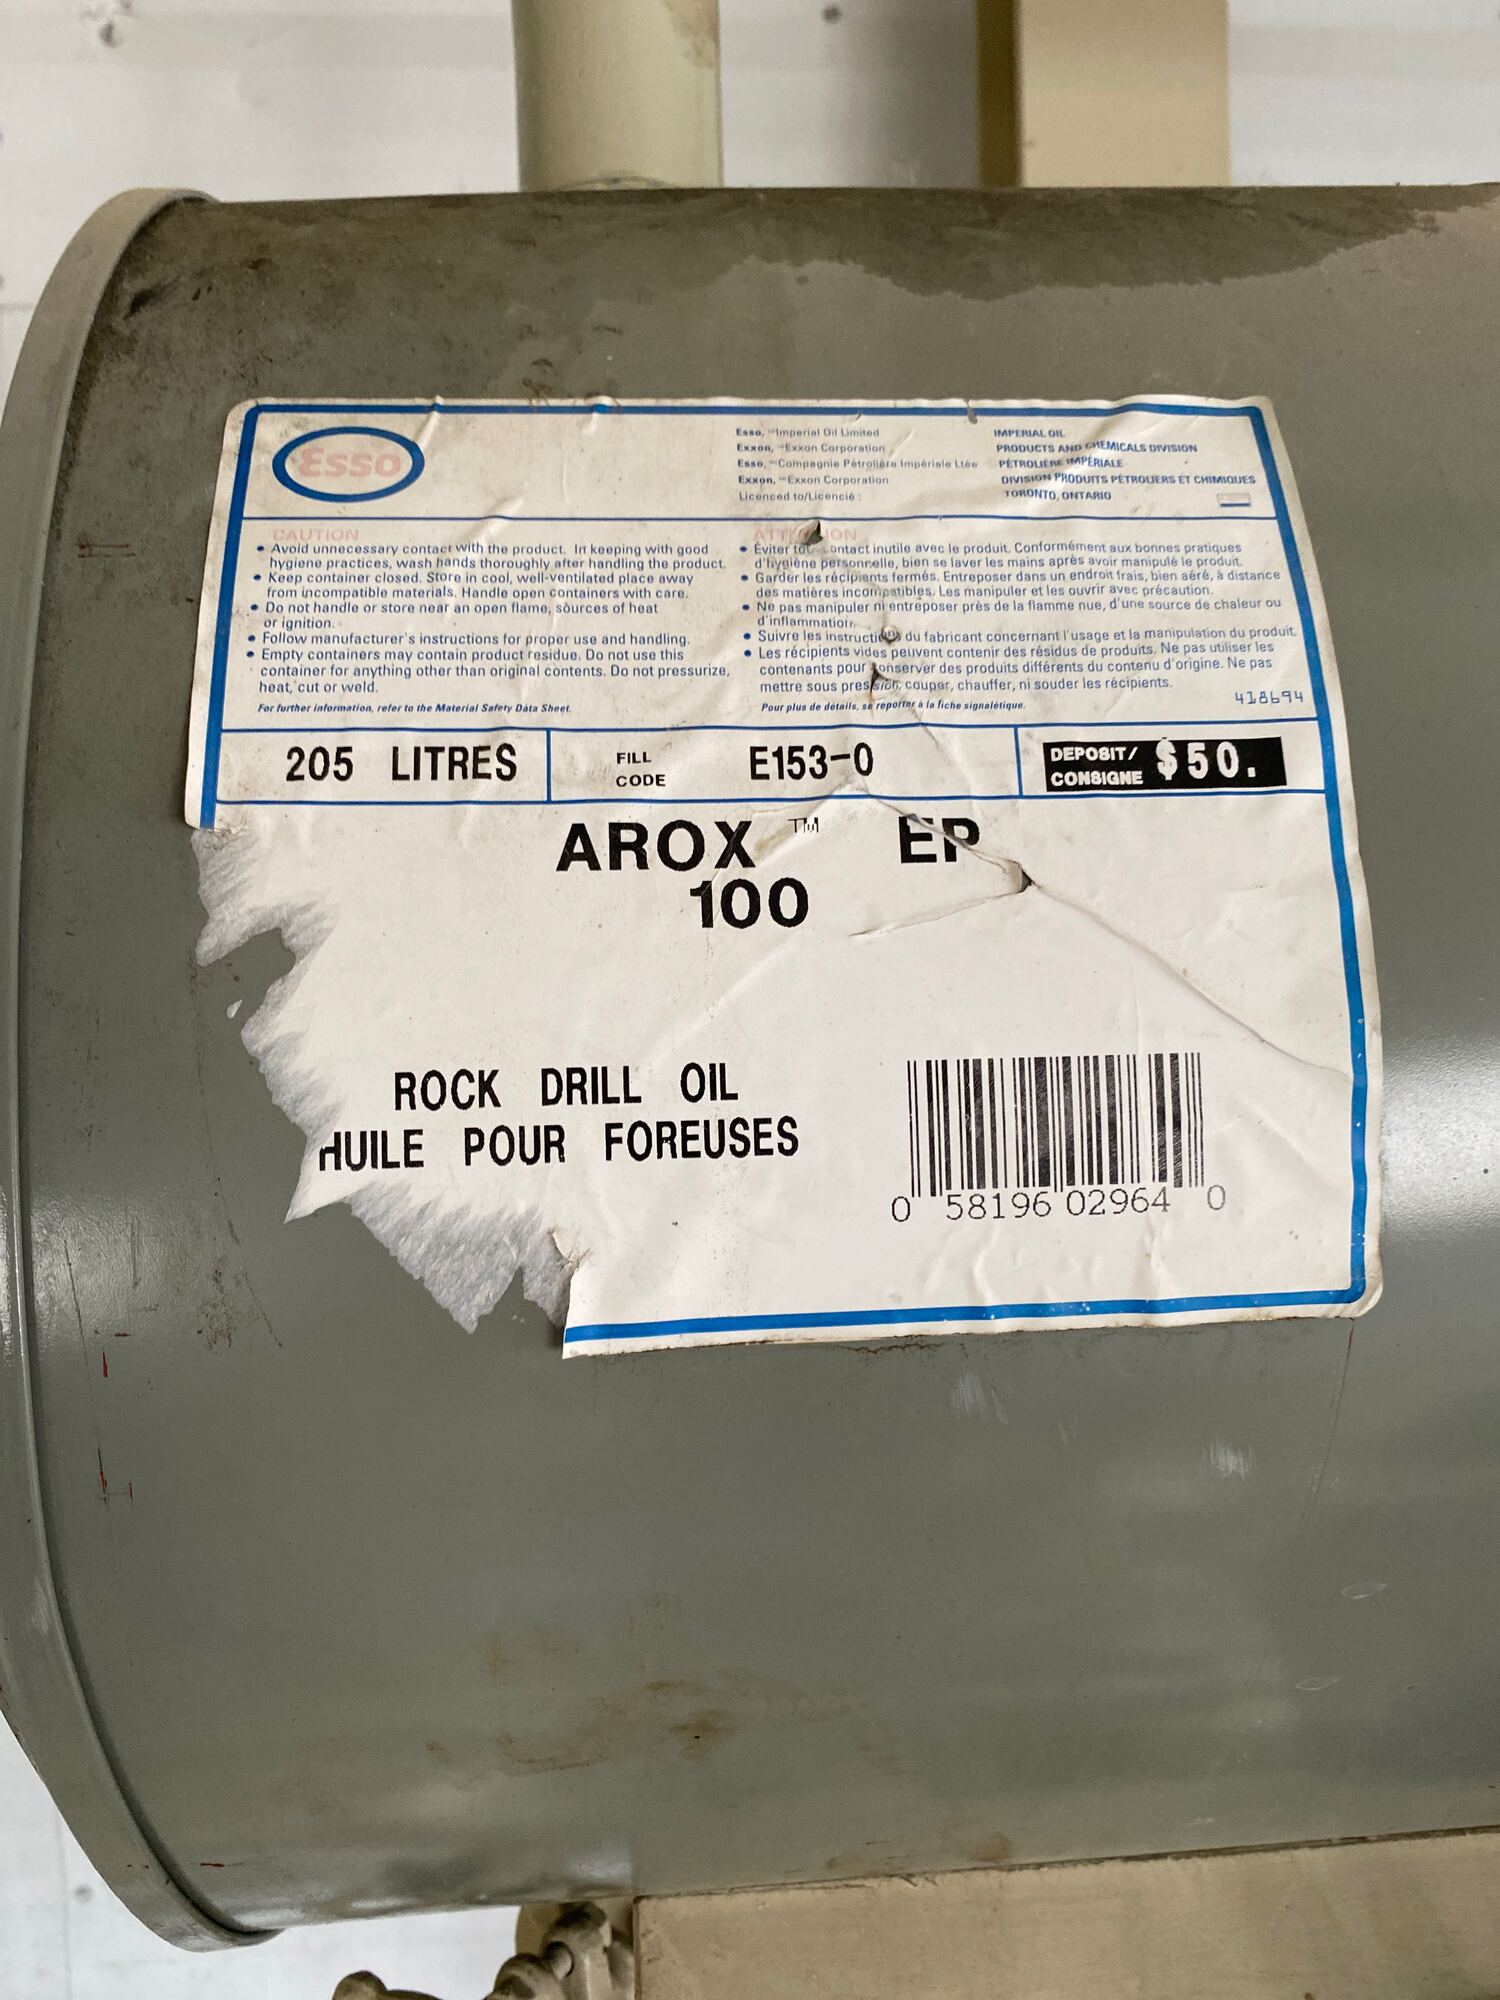 Esso
Esso, ™Imperial Oil Limited
Exxon, ™Exxon Corporation
Esso, ™Compagnie Pétrolière Impériale Ltée
Exxon, ™Exxon Corporation
Licenced to/Licencié :
IMPERIAL OIL
PRODUCTS AND CHEMICALS DIVISION
PÉTROLIÈRE IMPÉRIALE
DIVISION PRODUITS PÉTROLIERS ET CHIMIQUES
TORONTO, ONTARIO
CAUTION
• Avoid unnecessary contact with the product. In keeping with good
hygiene practices, wash hands thoroughly after handling the product.
• Keep container closed. Store in cool, well-ventilated place away
from incompatible materials. Handle open containers with care.
• Do not handle or store near an open flame, sources of heat
or ignition.
• Follow manufacturer's instructions for proper use and handling.
• Empty containers may contain product residue. Do not use this
container for anything other than original contents. Do not pressurize,
heat, cut or weld.
For further information, refer to the Material Safety Data Sheet.
ATTENTION
• Éviter tout contact inutile avec le produit. Conformément aux bonnes pratiques
d'hygiène personnelle, bien se laver les mains après avoir manipulé le produit.
• Garder les récipients fermés. Entreposer dans un endroit frais, bien aéré, à distance
des matières incompatibles. Les manipuler et les ouvrir avec précaution.
• Ne pas manipuler ni entreposer près de la flamme nue, d'une source de chaleur ou
d'inflammation.
• Suivre les instructions du fabricant concernant l'usage et la manipulation du produit.
• Les récipients vides peuvent contenir des résidus de produits. Ne pas utiliser les
contenants pour conserver des produits différents du contenu d'origine. Ne pas
mettre sous pression, couper, chauffer, ni souder les récipients.
Pour plus de détails, se reporter à la fiche signalétique.
418694
205 LITRES
FILL
CODE
E153-0
DEPOSIT/
CONSIGNE
$50.
AROX™ EP
100
ROCK DRILL OIL
HUILE POUR FOREUSES
0 58196 02964 0